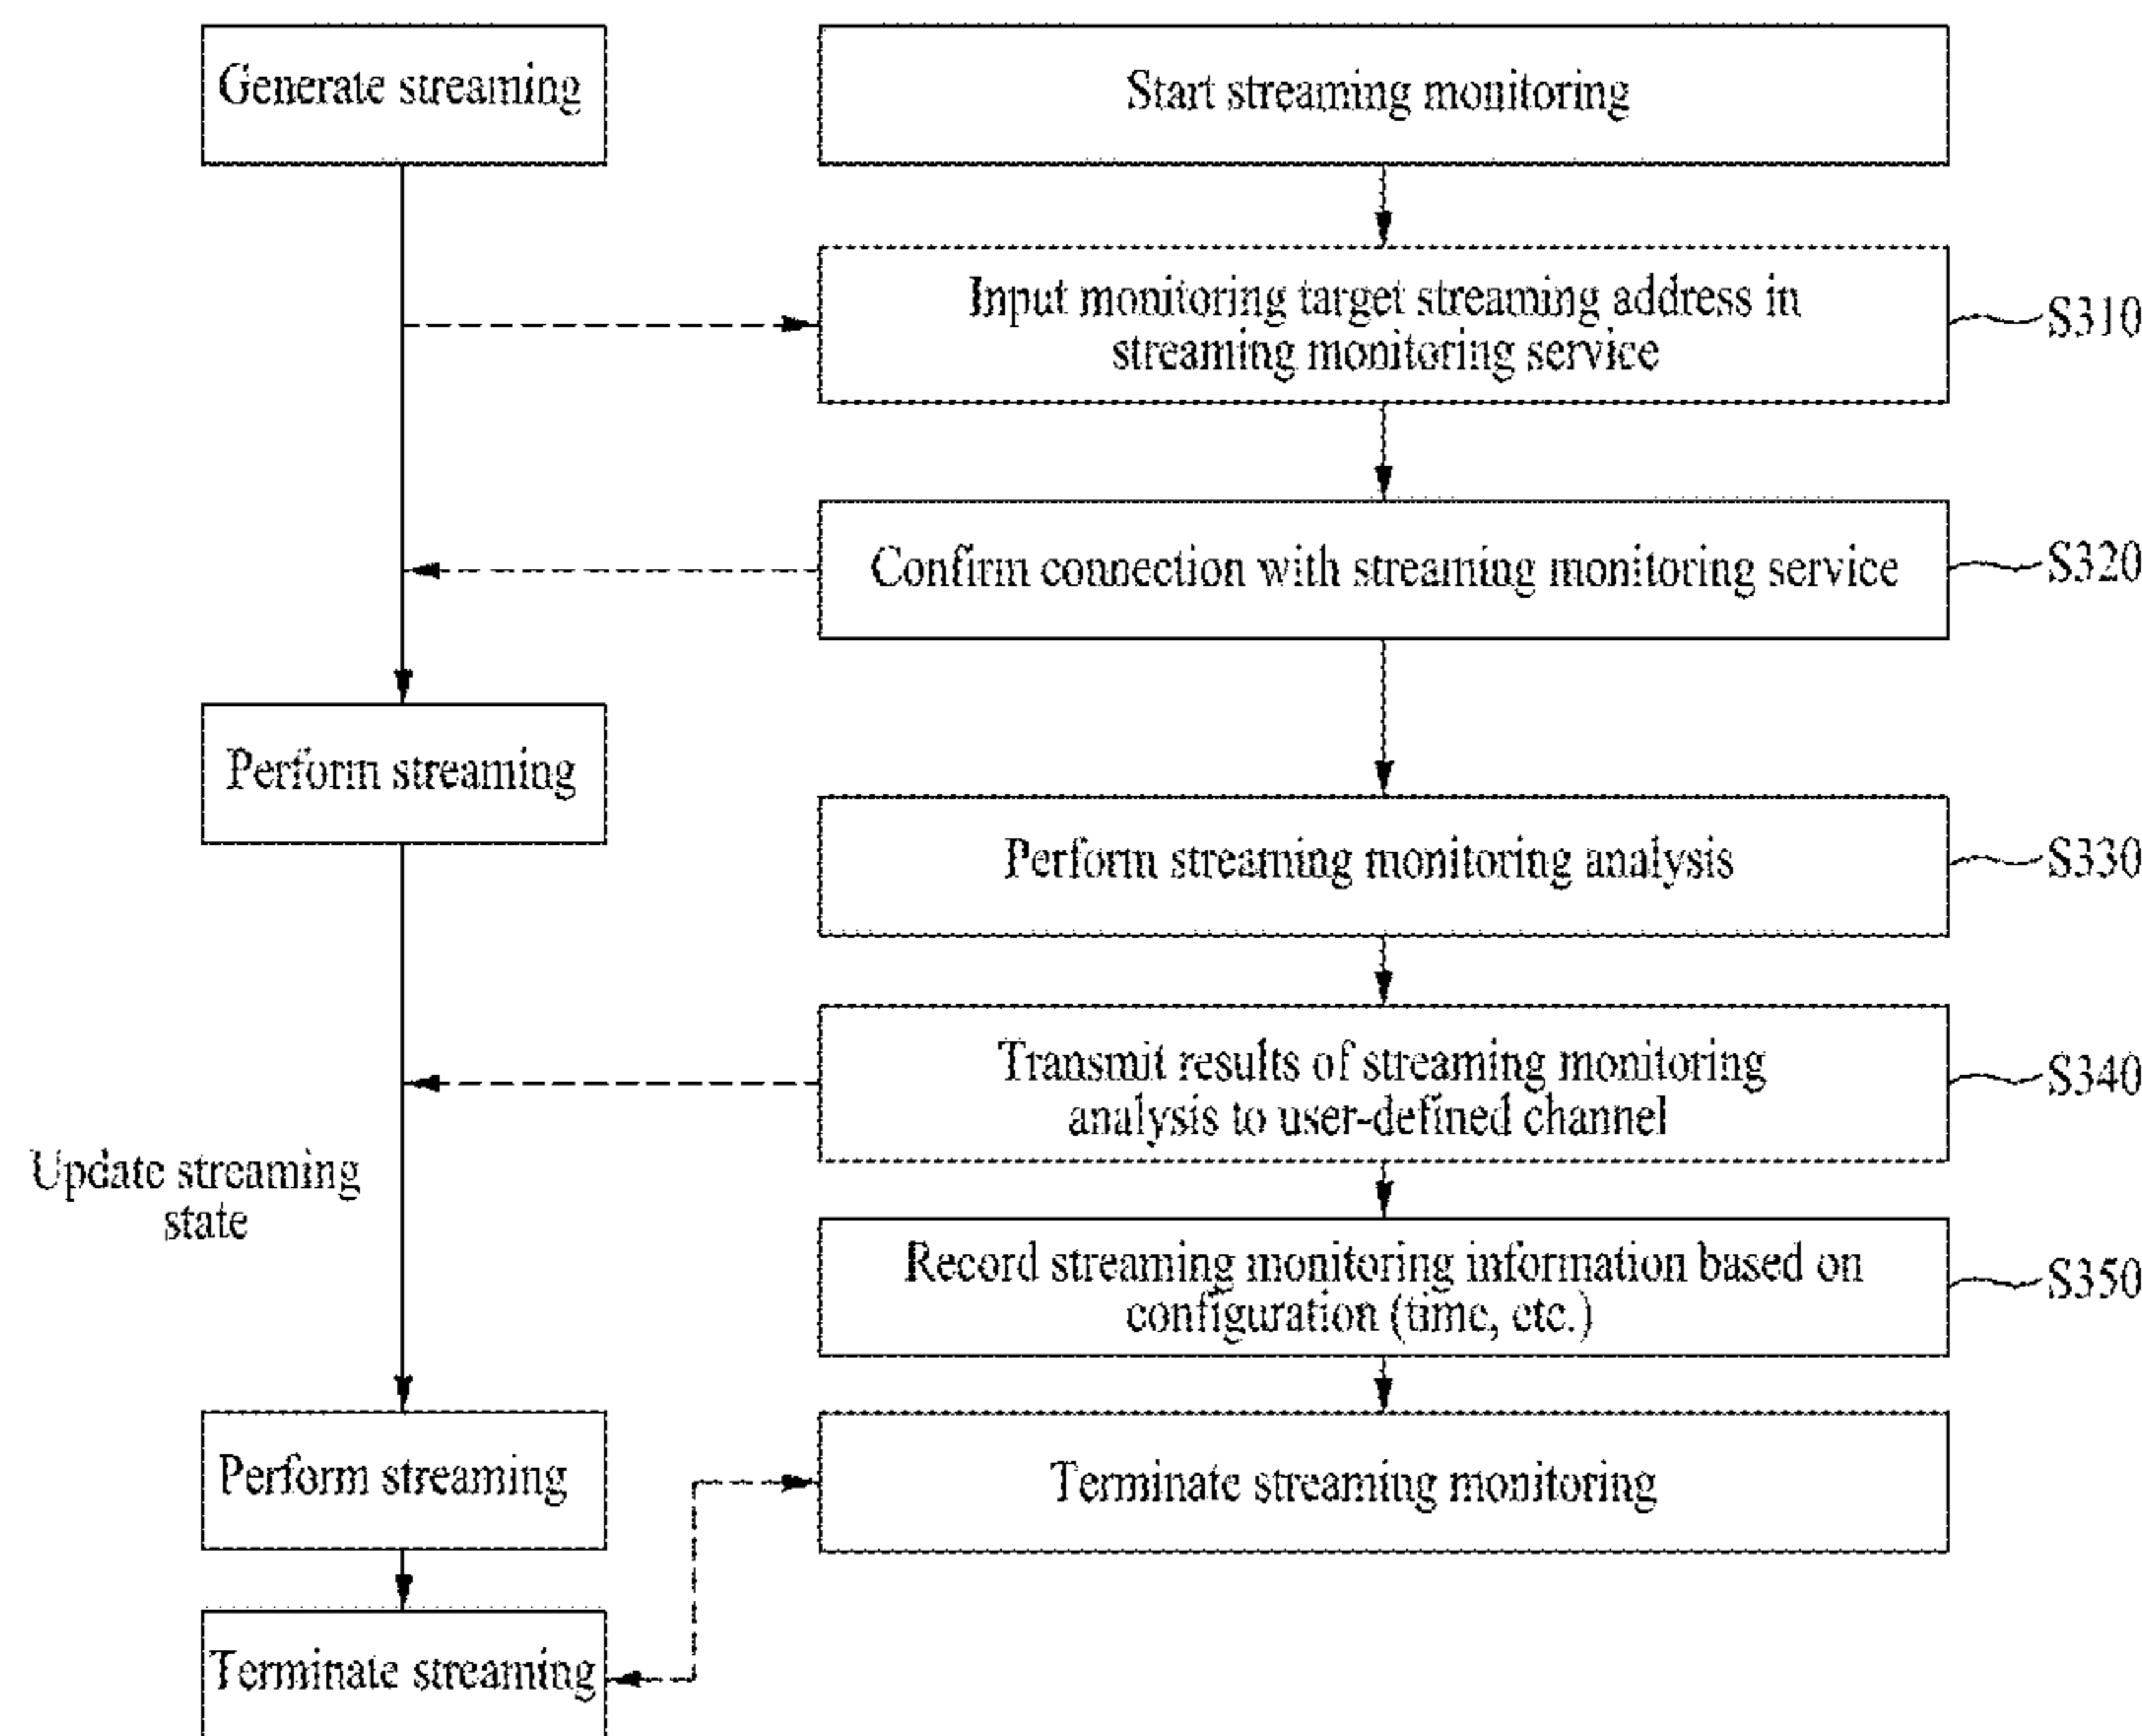 Generate streaming
Start streaming monitoring
Input monitoring target streaming address in
streaming monitoring service
S310
Confirm connection with streaming monitoring service
S320
Perform streaming
Perform streaming monitoring analysis
S330
Transmit results of streaming monitoring
analysis to user-defined channel
S340
Update streaming
state
Record streaming monitoring information based on
configuration (time, etc.)
S350
Perform streaming
Terminate streaming monitoring
Terminate streaming